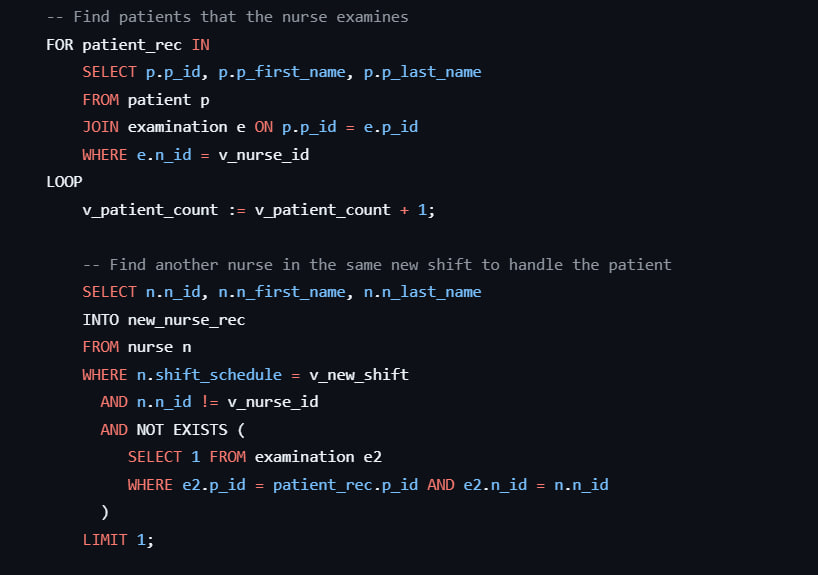 -- Find patients that the nurse examines
FOR patient_rec IN
    SELECT p.p_id, p.p_first_name, p.p_last_name
    FROM patient p
    JOIN examination e ON p.p_id = e.p_id
    WHERE e.n_id = v_nurse_id
LOOP
    v_patient_count := v_patient_count + 1;

    -- Find another nurse in the same new shift to handle the patient
    SELECT n.n_id, n.n_first_name, n.n_last_name
    INTO new_nurse_rec
    FROM nurse n
    WHERE n.shift_schedule = v_new_shift
      AND n.n_id != v_nurse_id
      AND NOT EXISTS (
         SELECT 1 FROM examination e2
         WHERE e2.p_id = patient_rec.p_id AND e2.n_id = n.n_id
      )
    LIMIT 1;